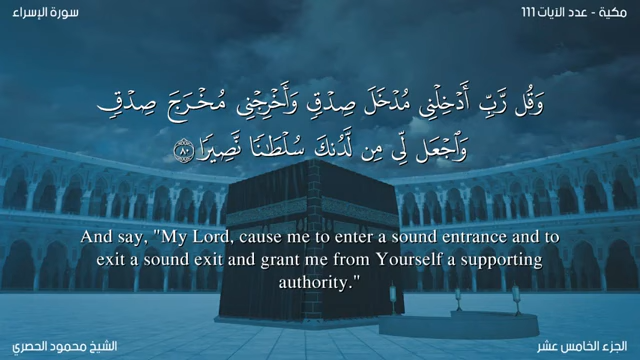 سورة الإسراء
مكية - عدد الآيات 111
وَقُل رَّبِّ أَدْخِلْنِي مُدْخَلَ صِدْقٍ وَأَخْرِجْنِي مُخْرَجَ صِدْقٍ
وَٱجْعَل لِّي مِن لَّدُنكَ سُلْطَٰنًا نَّصِيرًا ٨٠
And say, "My Lord, cause me to enter a sound entrance and to
exit a sound exit and grant me from Yourself a supporting
authority."
الشيخ محمود الحصري
الجزء الخامس عشر